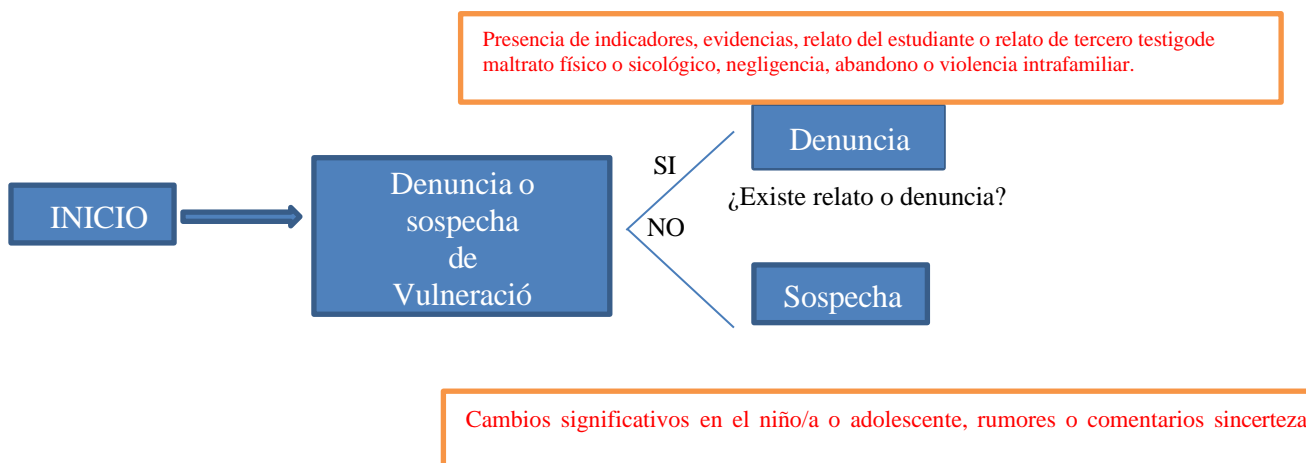 Presencia de indicadores, evidencias, relato del estudiante o relato de tercero testigode
maltrato físico o sicológico, negligencia, abandono o violencia intrafamiliar.
Denuncia
SI
Denuncia o
sospecha
de
Vulneració
¿Existe relato o denuncia?
INICIO
NO
Sospecha
Cambios significativos en el niño/a o adolescente, rumores o comentarios sincerteza